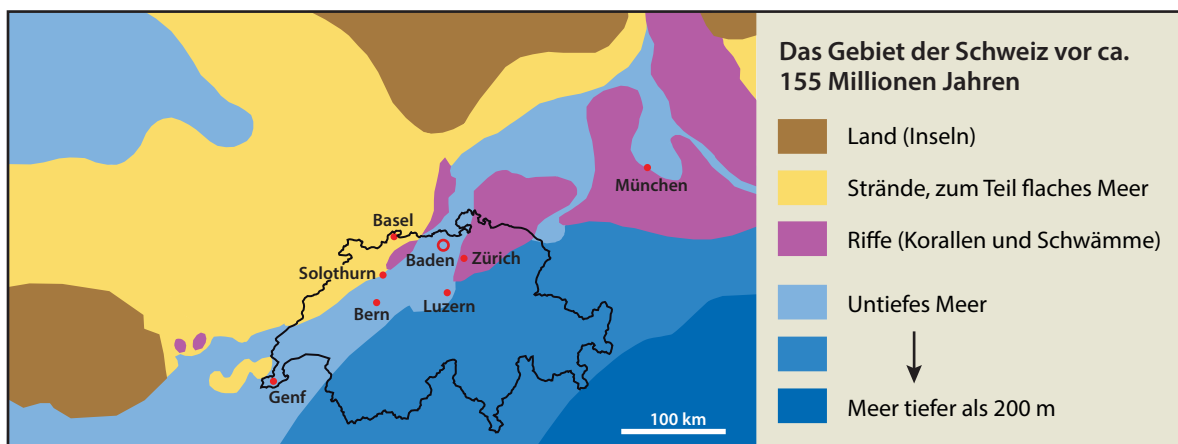 Das Gebiet der Schweiz vor ca.
155 Millionen Jahren
Land (Inseln)
Strände, zum Teil flaches Meer
Riffe (Korallen und Schwämme)
Untiefes Meer
Meer tiefer als 200 m
München
Basel
Baden
Zürich
Solothurn
Bern
Luzern
Genf
100 km